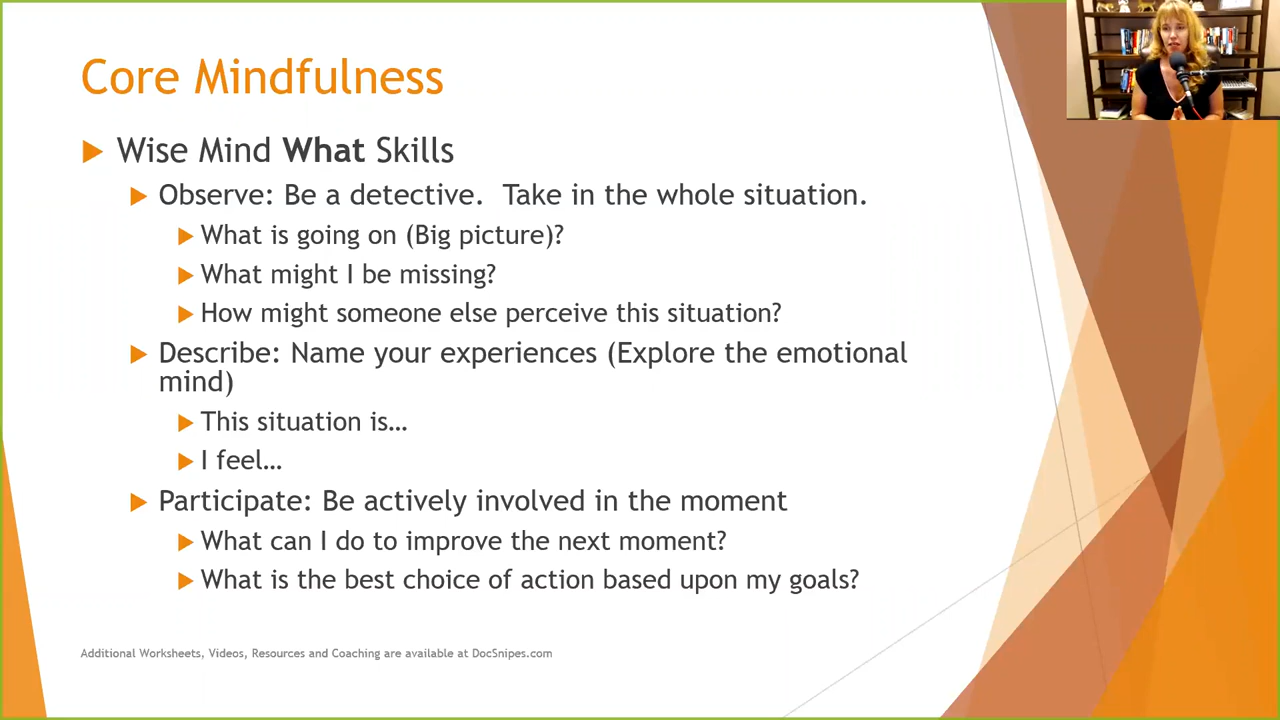 Core Mindfulness
Wise Mind What Skills
Observe: Be a detective. Take in the whole situation.
What is going on (Big picture)?
What might I be missing?
How might someone else perceive this situation?
Describe: Name your experiences (Explore the emotional
mind)
This situation is…
I feel…
Participate: Be actively involved in the moment
What can I do to improve the next moment?
What is the best choice of action based upon my goals?
Additional Worksheets, Videos, Resources and Coaching are available at DocSnipes.com